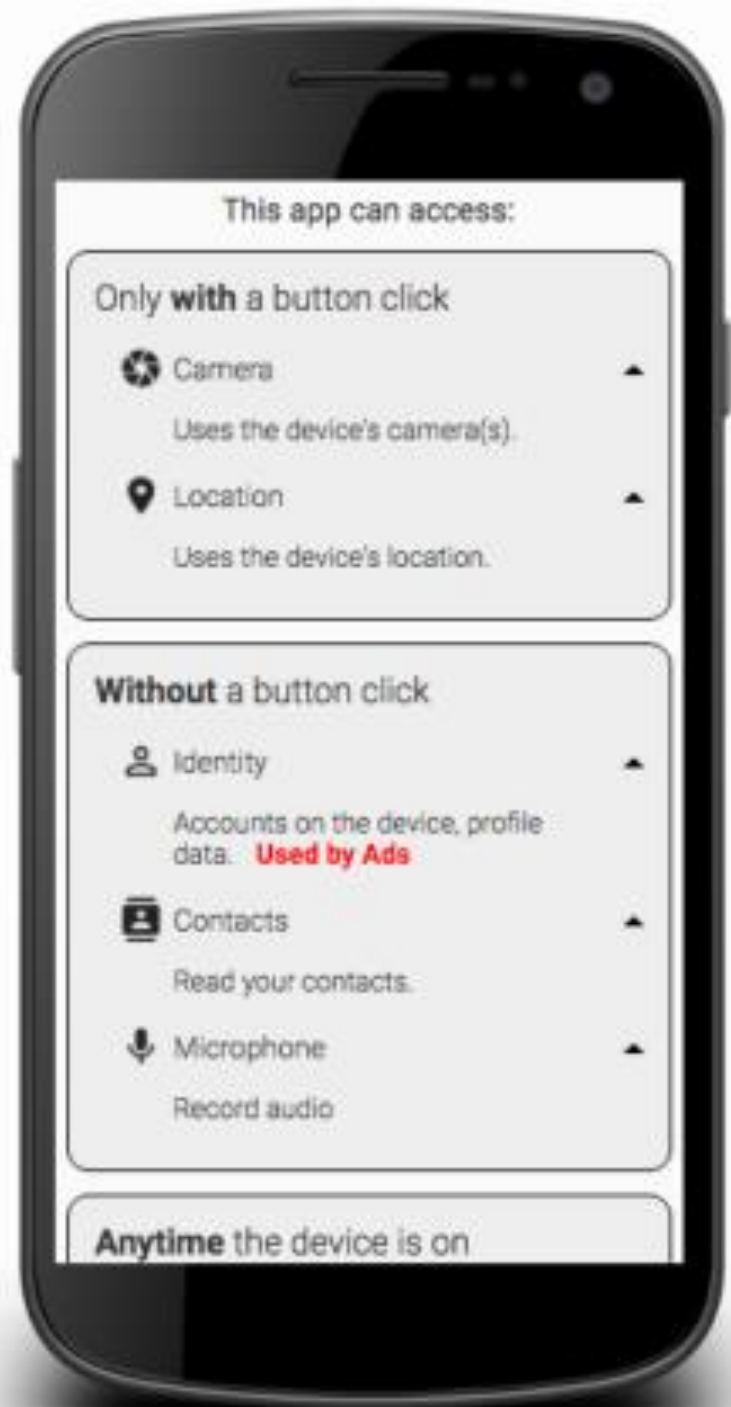 This app can access:
Only with a button click
Camera
Uses the device's camera(s).
Location
Uses the device's location.
Without a button click
Identity
Accounts on the device, profile
data. Used by Ads
Contacts
Read your contacts.
Microphone
Record audio
Anytime the device is on